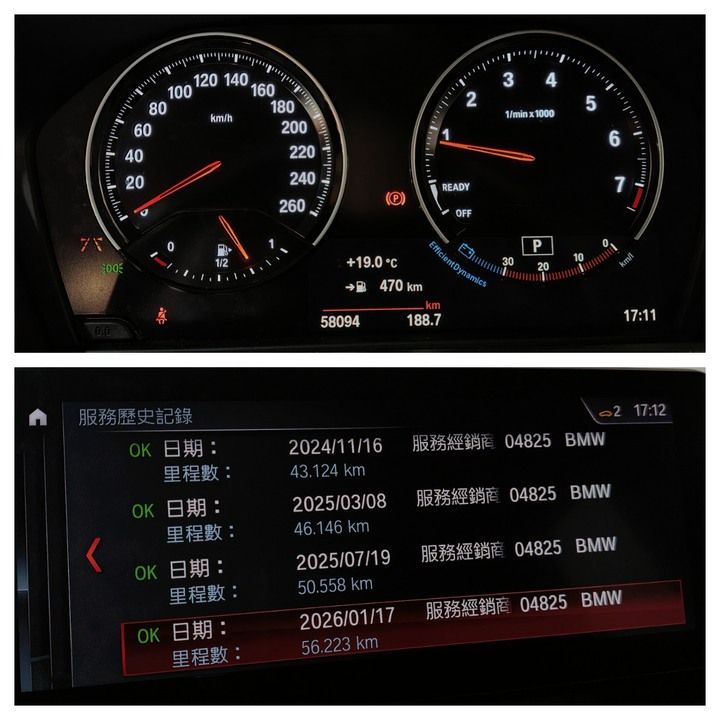 0 20 40 60 80 100 120 140 160 180 200 220 240 260
km/h
0 1/2 1
1 2 3 4 5 6 7
1/min x 1000
READY
OFF
P
EfficientDynamics
30 20 10 0
km/l
(P)
+19.0 °C
470 km
km
58094 188.7
17:11
服務歷史記錄 2 17:12
OK 日期： 2024/11/16 服務經銷商 04825 BMW
里程數： 43.124 km
OK 日期： 2025/03/08 服務經銷商 04825 BMW
里程數： 46.146 km
OK 日期： 2025/07/19 服務經銷商 04825 BMW
里程數： 50.558 km
OK 日期： 2026/01/17 服務經銷商 04825 BMW
里程數： 56.223 km